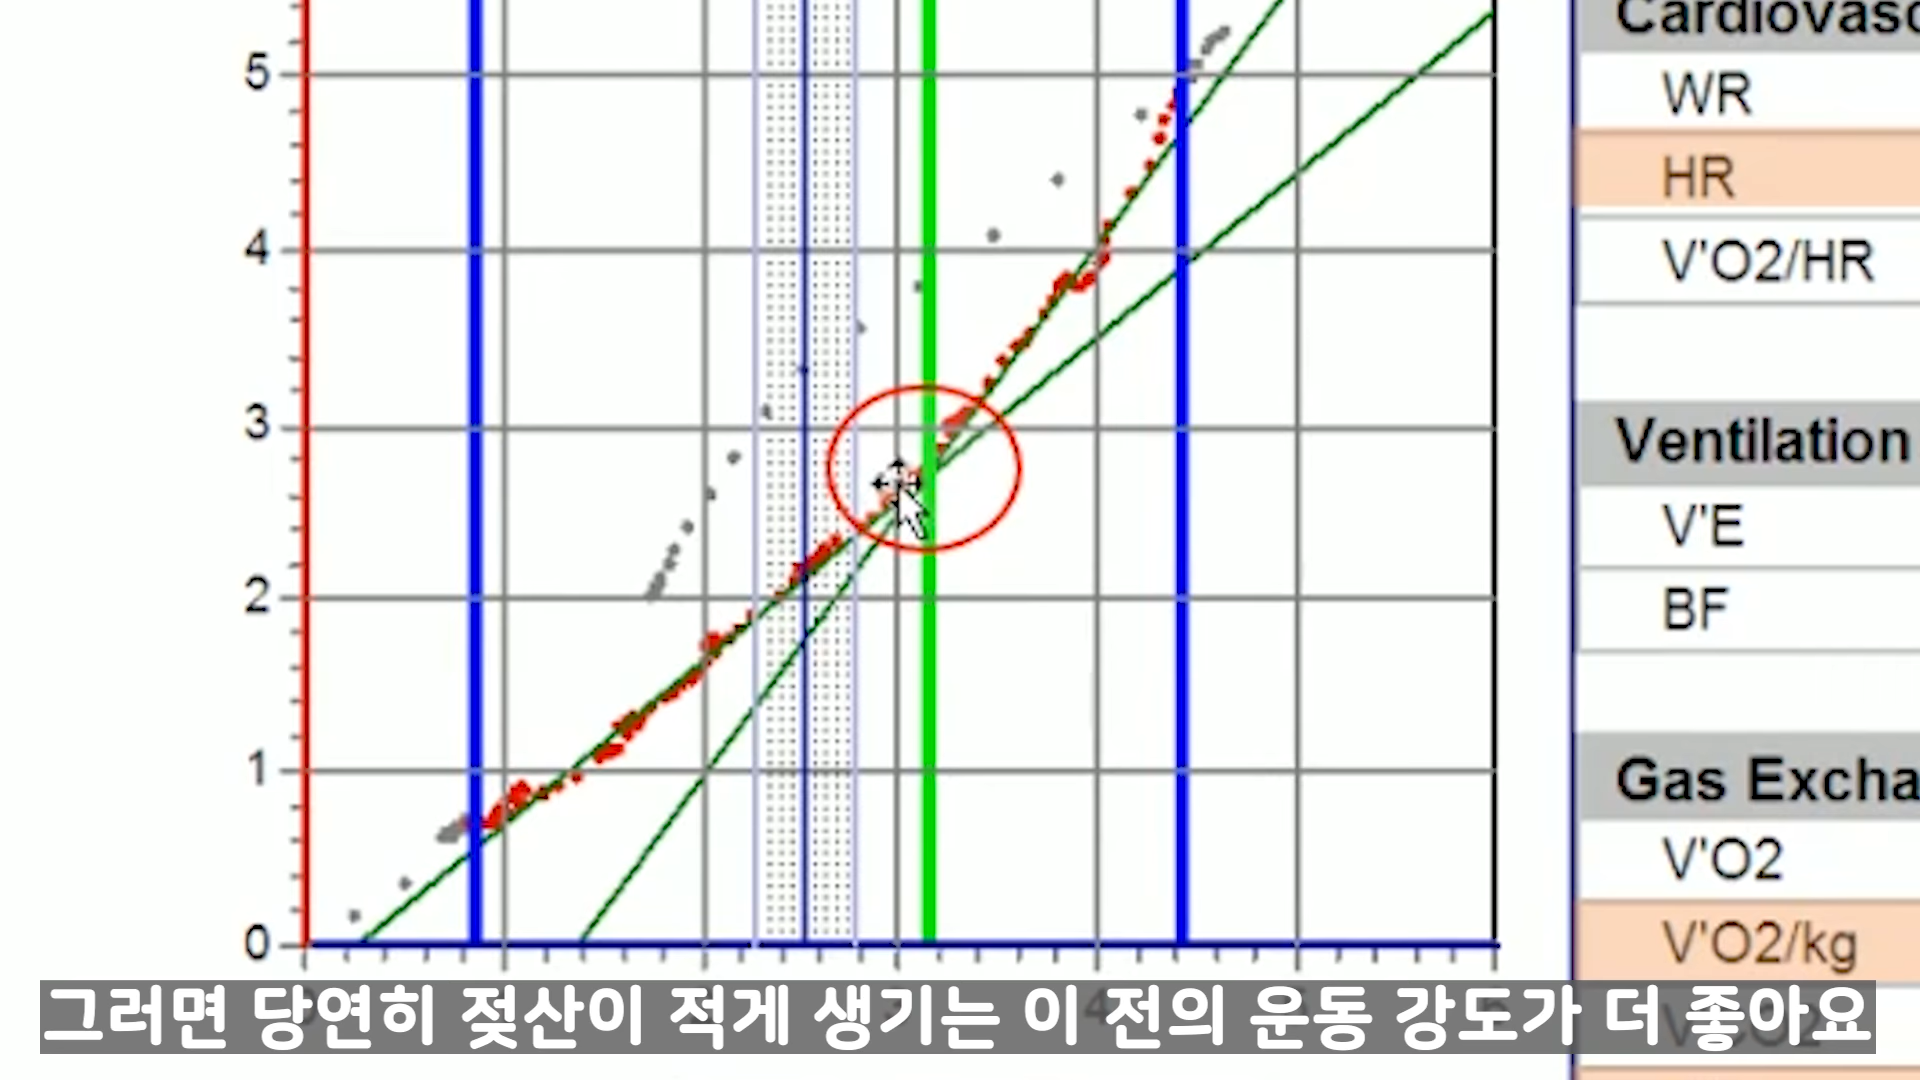 Cardiovasc
5
WR
HR
4
V'O2/HR
3
Ventilation
V'E
2
BF
1
Gas Excha
V'O2
0
V'O2/kg
그러면 당연히 젖산이 적게 생기는 이 전의 운동 강도가 더 좋아요